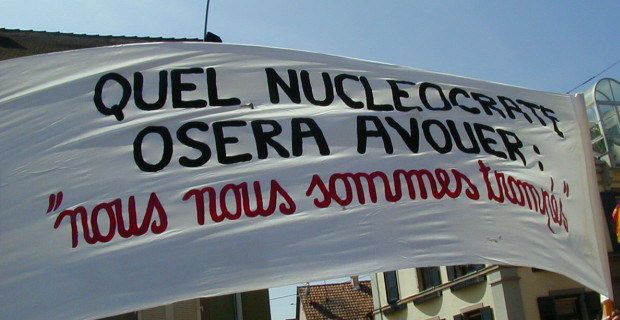 QUEL NUCLEOCRATE
OSERA AVOUER :
"nous nous sommes trompés"